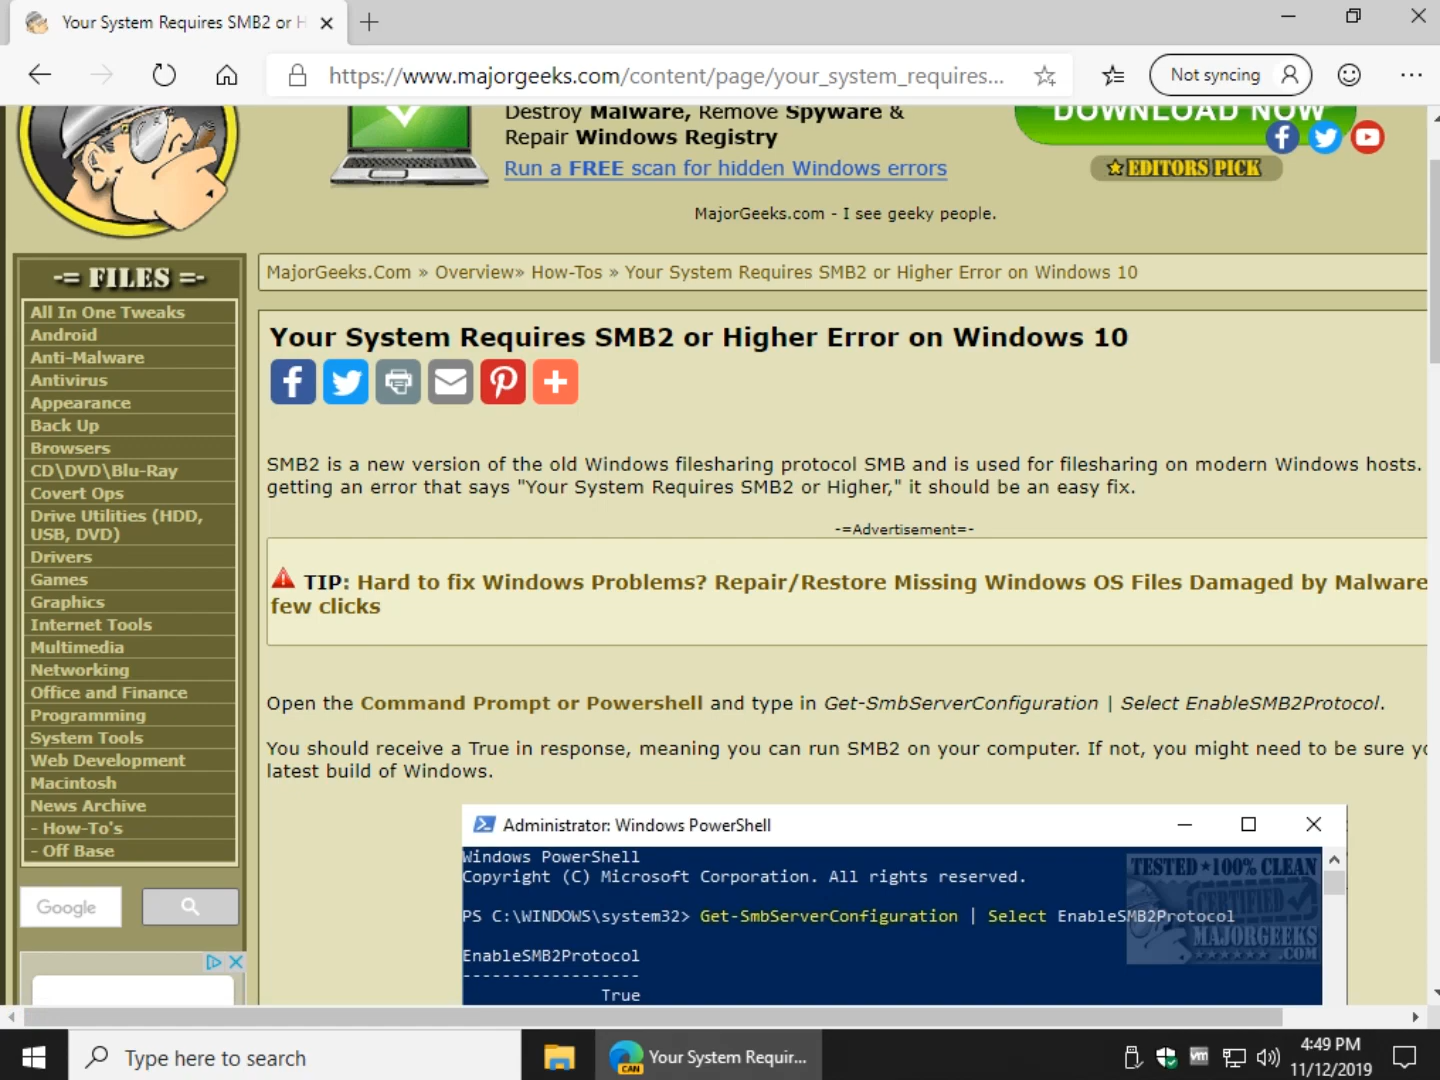 Your System Requires SMB2 or H
https://www.majorgeeks.com/content/page/your_system_requires...
Not syncing
Destroy Malware, Remove Spyware &
Repair Windows Registry
Run a FREE scan for hidden Windows errors
DOWNLOAD NOW
EDITORS PICK
MajorGeeks.com - I see geeky people.
-= FILES =-
All In One Tweaks
Android
Anti-Malware
Antivirus
Appearance
Back Up
Browsers
CD\DVD\Blu-Ray
Covert Ops
Drive Utilities (HDD,
USB, DVD)
Drivers
Games
Graphics
Internet Tools
Multimedia
Networking
Office and Finance
Programming
System Tools
Web Development
Macintosh
News Archive
- How-To's
- Off Base
Google
MajorGeeks.Com » Overview» How-Tos » Your System Requires SMB2 or Higher Error on Windows 10
Your System Requires SMB2 or Higher Error on Windows 10
SMB2 is a new version of the old Windows filesharing protocol SMB and is used for filesharing on modern Windows hosts.
getting an error that says "Your System Requires SMB2 or Higher," it should be an easy fix.
-=Advertisement=-
TIP: Hard to fix Windows Problems? Repair/Restore Missing Windows OS Files Damaged by Malware
few clicks
Open the Command Prompt or Powershell and type in Get-SmbServerConfiguration | Select EnableSMB2Protocol.
You should receive a True in response, meaning you can run SMB2 on your computer. If not, you might need to be sure yo
latest build of Windows.
Administrator: Windows PowerShell
Windows PowerShell
Copyright (C) Microsoft Corporation. All rights reserved.
PS C:\WINDOWS\system32> Get-SmbServerConfiguration | Select EnableSMB2Protocol
EnableSMB2Protocol
------------------
True
TESTED★100% CLEAN
CERTIFIED
MAJORGEEKS
.COM
Type here to search
CAN
Your System Requir...
vm
4:49 PM
11/12/2019